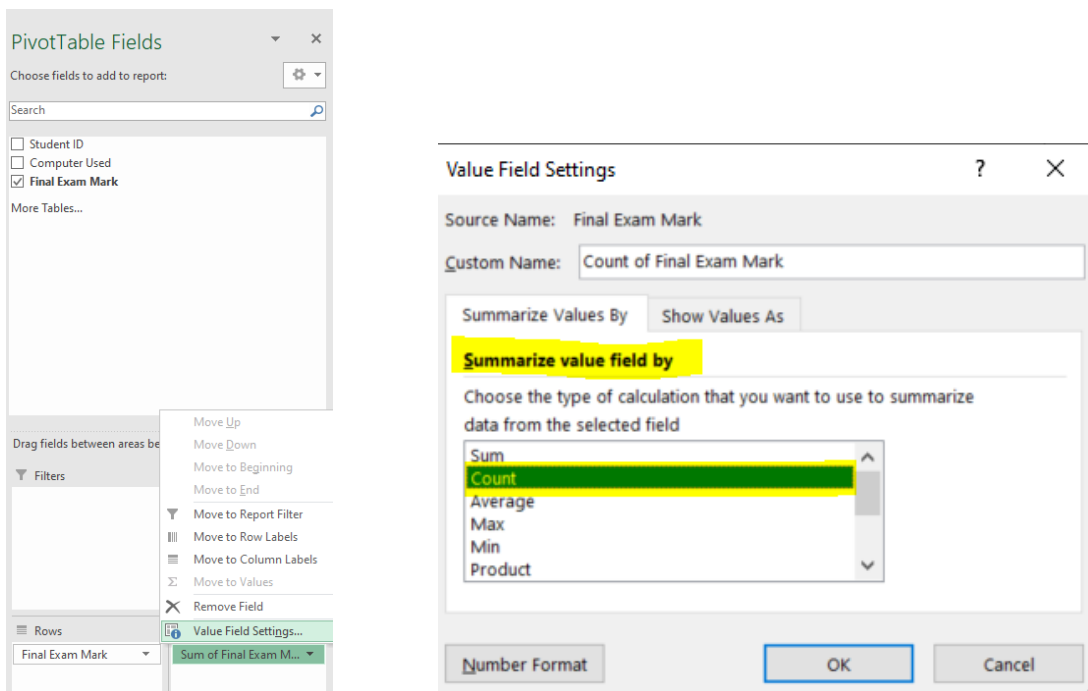 PivotTable Fields
Choose fields to add to report:
Search
Student ID
Computer Used
Final Exam Mark
More Tables...
Drag fields between areas be
Filters
Move Up
Move Down
Move to Beginning
Move to End
Move to Report Filter
Move to Row Labels
Move to Column Labels
Σ Move to Values
Remove Field
Value Field Settings...
Rows
Final Exam Mark
Sum of Final Exam M...
Value Field Settings
?
Source Name: Final Exam Mark
Custom Name: Count of Final Exam Mark
Summarize Values By
Show Values As
Summarize value field by
Choose the type of calculation that you want to use to summarize
data from the selected field
Sum
Count
Average
Max
Min
Product
Number Format
OK
Cancel